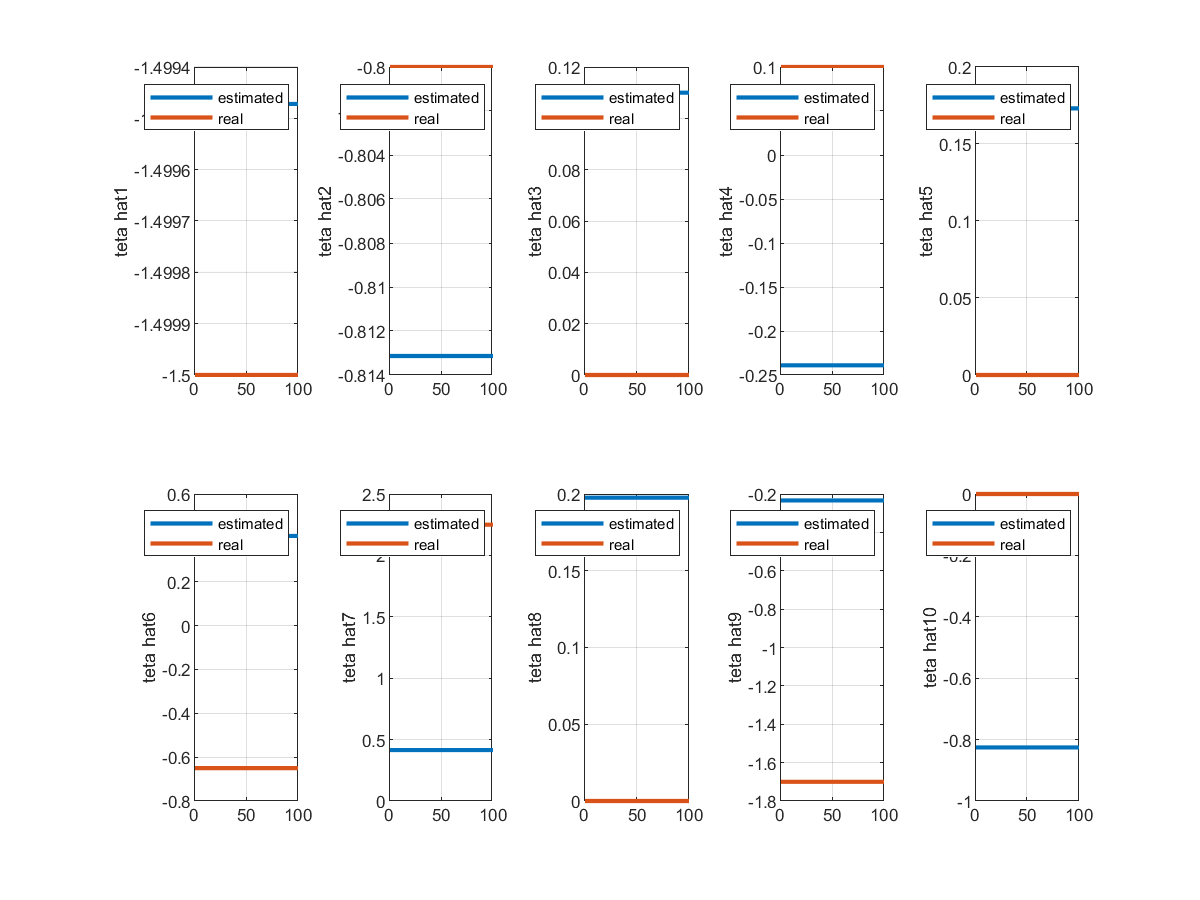 -1.4994
-1.4996
-1.4997
-1.4998
-1.4999
-1.5
0 50 100
teta hat1
estimated
real
-0.8
-0.804
-0.806
-0.808
-0.81
-0.812
-0.814
0 50 100
teta hat2
estimated
real
0.12
0.08
0.06
0.04
0.02
0
0 50 100
teta hat3
estimated
real
0.1
0
-0.05
-0.1
-0.15
-0.2
-0.25
0 50 100
teta hat4
estimated
real
0.2
0.15
0.1
0.05
0
0 50 100
teta hat5
estimated
real
0.6
0.2
0
-0.2
-0.4
-0.6
-0.8
0 50 100
teta hat6
estimated
real
2.5
2
1.5
1
0.5
0
0 50 100
teta hat7
estimated
real
0.2
0.15
0.1
0.05
0
0 50 100
teta hat8
estimated
real
-0.2
-0.6
-0.8
-1
-1.2
-1.4
-1.6
-1.8
0 50 100
teta hat9
estimated
real
0
-0.2
-0.4
-0.6
-0.8
-1
0 50 100
teta hat10
estimated
real